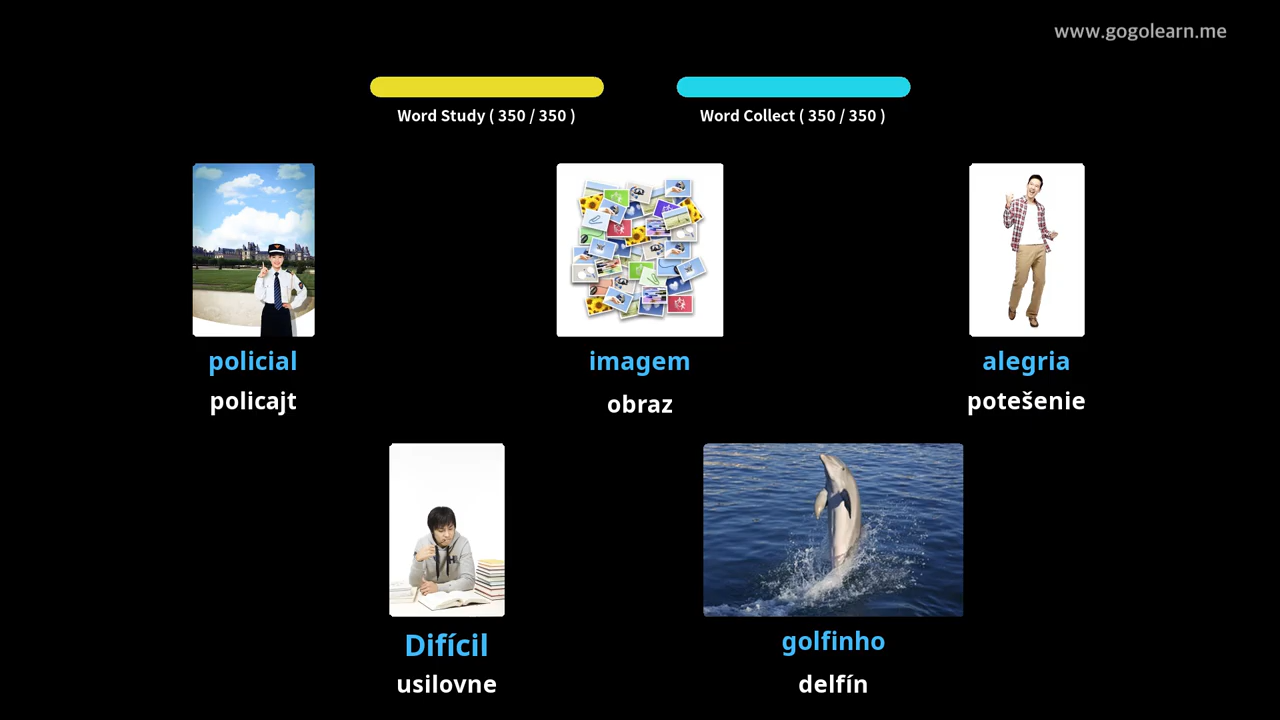 www.gogolearn.me
Word Study ( 350 / 350 )
Word Collect ( 350 / 350 )
policial
imagem
alegria
policajt
obraz
potešenie
Difícil
golfinho
usilovne
delfín